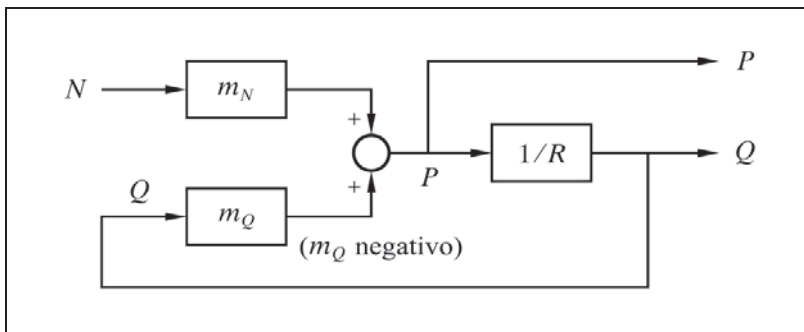 P
N
m_N
+
1/R
Q
+
P
Q
m_Q
(m_Q negativo)